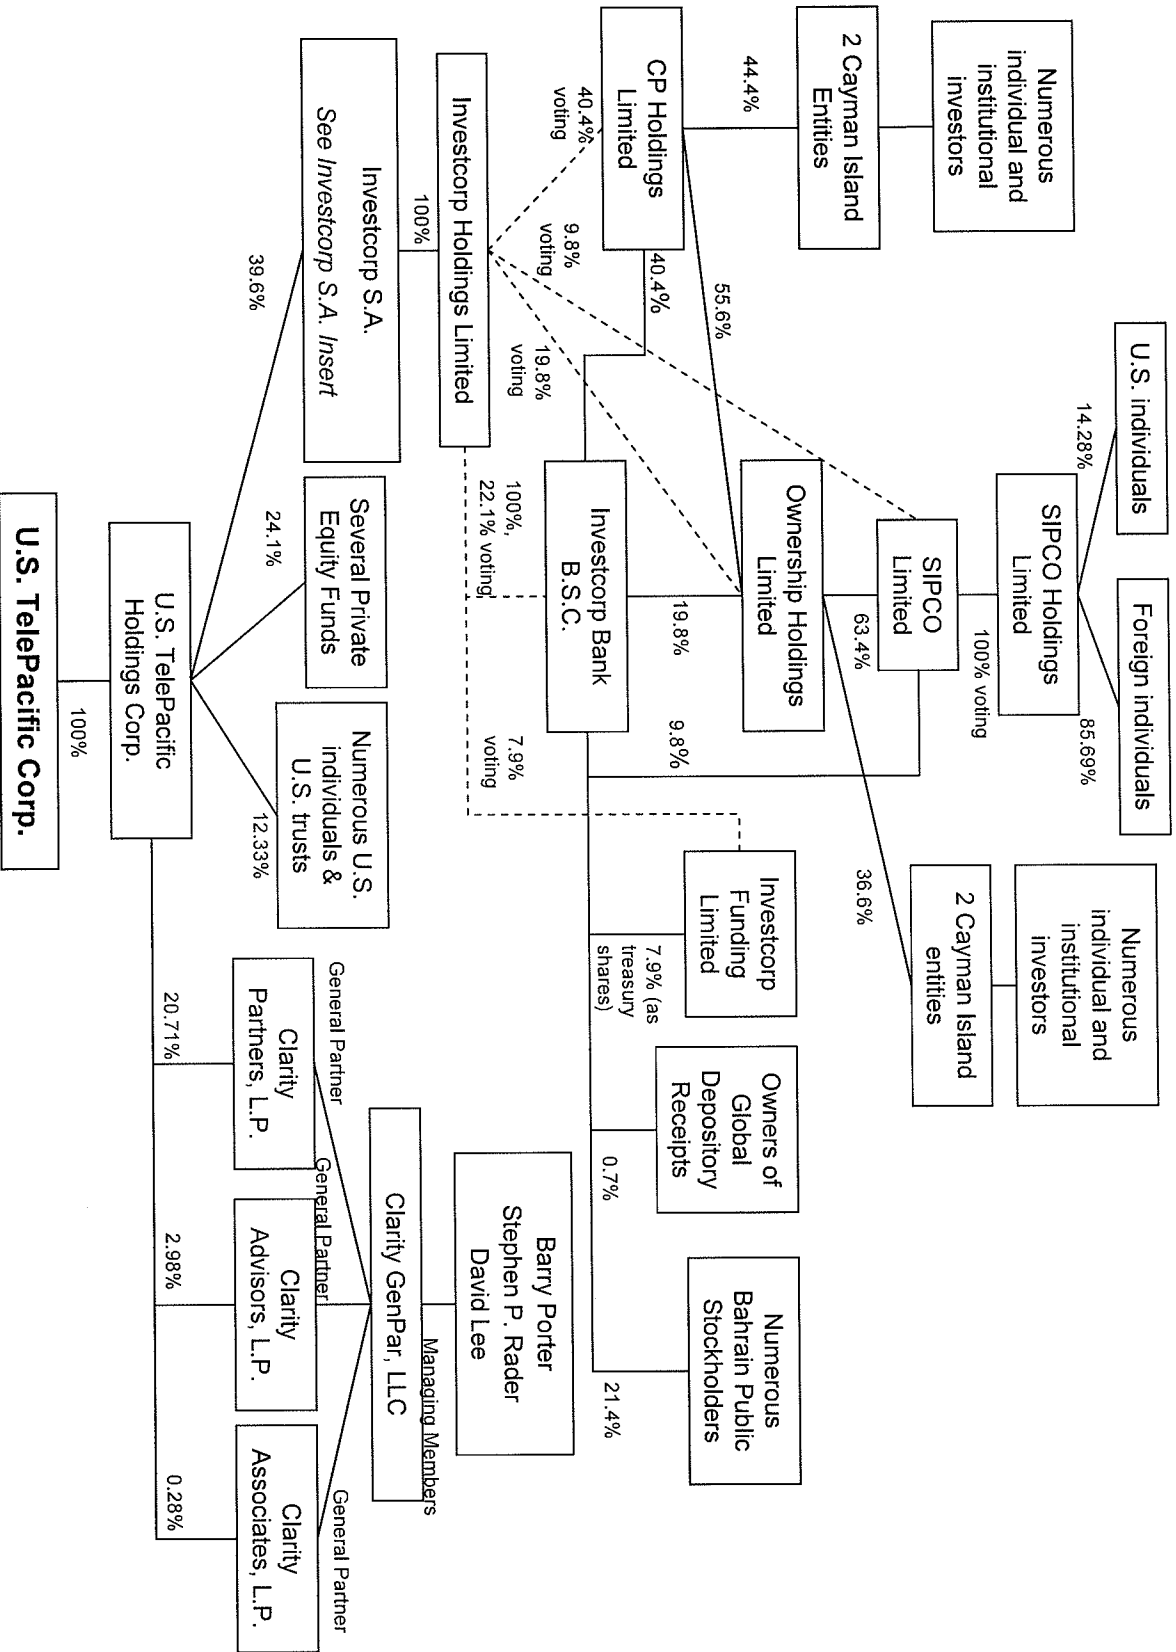 U.S. individuals
Foreign individuals
14.28%
85.69%
Numerous
individual and
institutional
investors
SIPCO Holdings
Limited
Numerous
individual and
institutional
investors
100% voting
2 Cayman Island
Entities
SIPCO
Limited
2 Cayman Island
entities
44.4%
55.6%
63.4%
36.6%
CP Holdings
Limited
Ownership Holdings
Limited
Investcorp
Funding
Limited
Owners of
Global
Depository
Receipts
Numerous
Bahrain Public
Stockholders
40.4%
19.8%
9.8%
7.9% (as
treasury
shares)
0.7%
21.4%
40.4%
voting
9.8%
voting
19.8%
voting
Investcorp Bank
B.S.C.
100%,
22.1% voting
7.9%
voting
Investcorp Holdings Limited
Barry Porter
Stephen P. Rader
David Lee
100%
Managing Members
Investcorp S.A.
See Investcorp S.A. Insert
Several Private
Equity Funds
Numerous U.S.
individuals &
U.S. trusts
Clarity GenPar, LLC
General Partner
General Partner
General Partner
39.6%
24.1%
12.33%
Clarity
Partners, L.P.
Clarity
Advisors, L.P.
Clarity
Associates, L.P.
U.S. TelePacific
Holdings Corp.
20.71%
2.98%
0.28%
100%
U.S. TelePacific Corp.